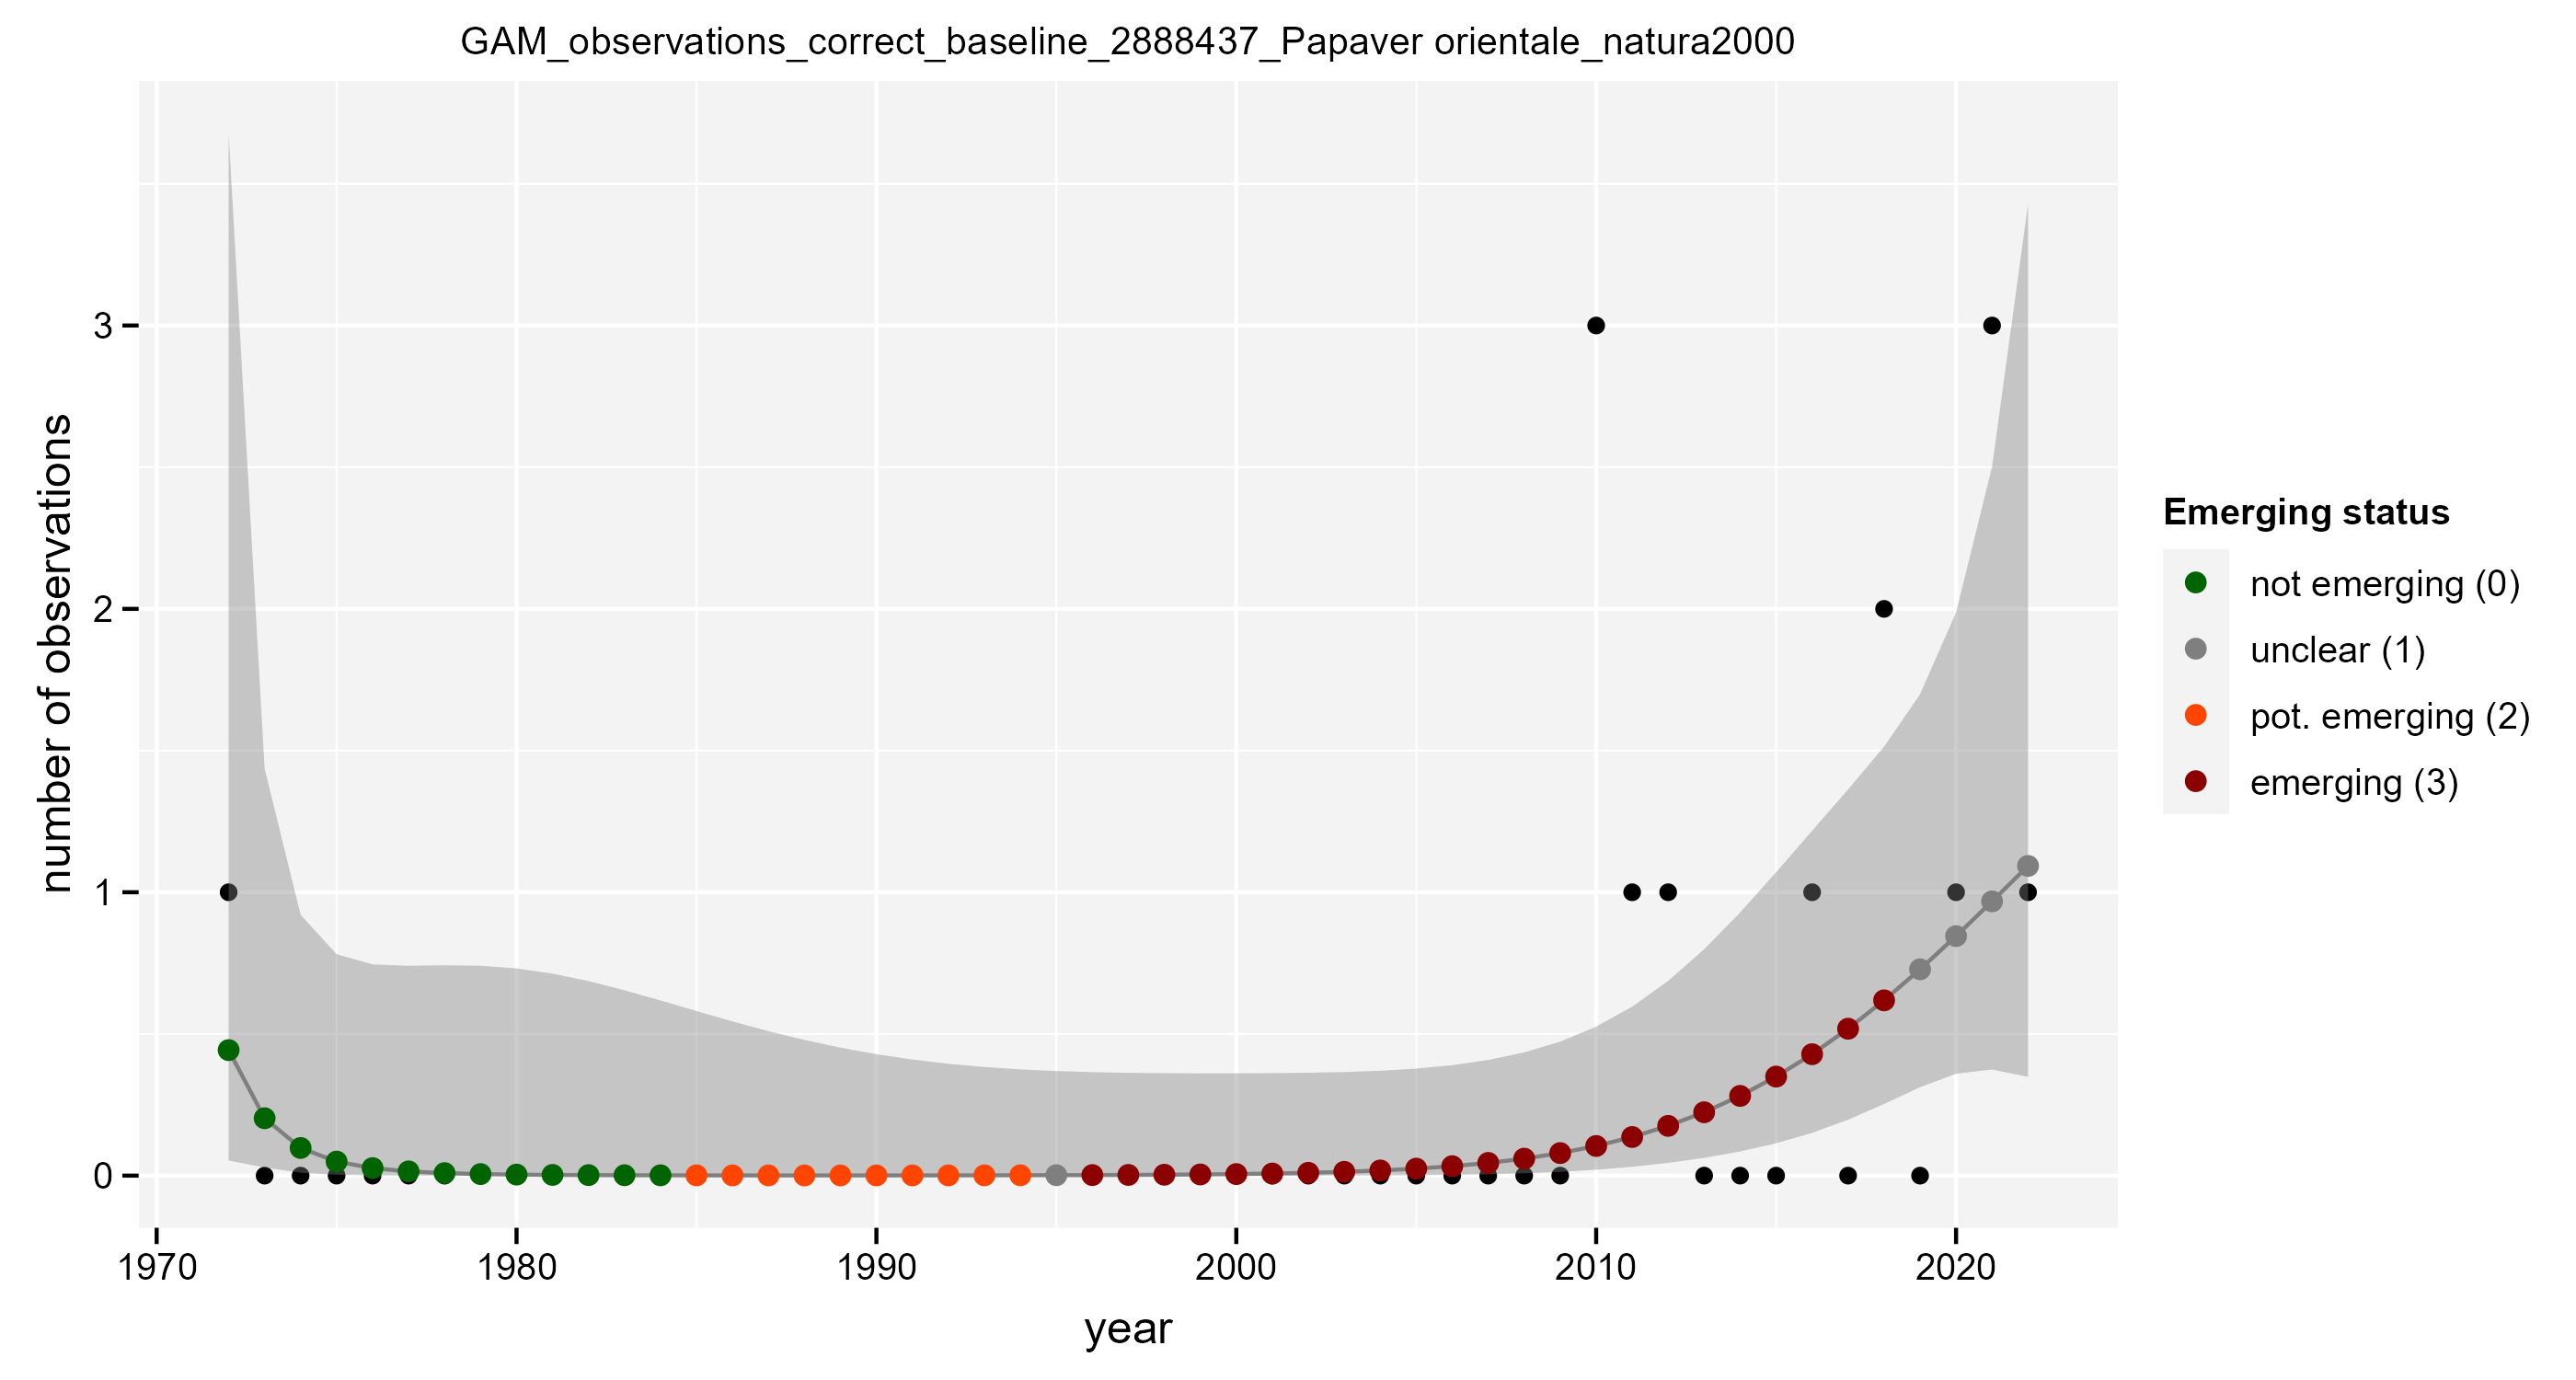 GAM_observations_correct_baseline_2888437_Papaver orientale_natura2000
number of observations
3
2
1
0
1970
1980
1990
2000
2010
2020
year
Emerging status
not emerging (0)
unclear (1)
pot. emerging (2)
emerging (3)